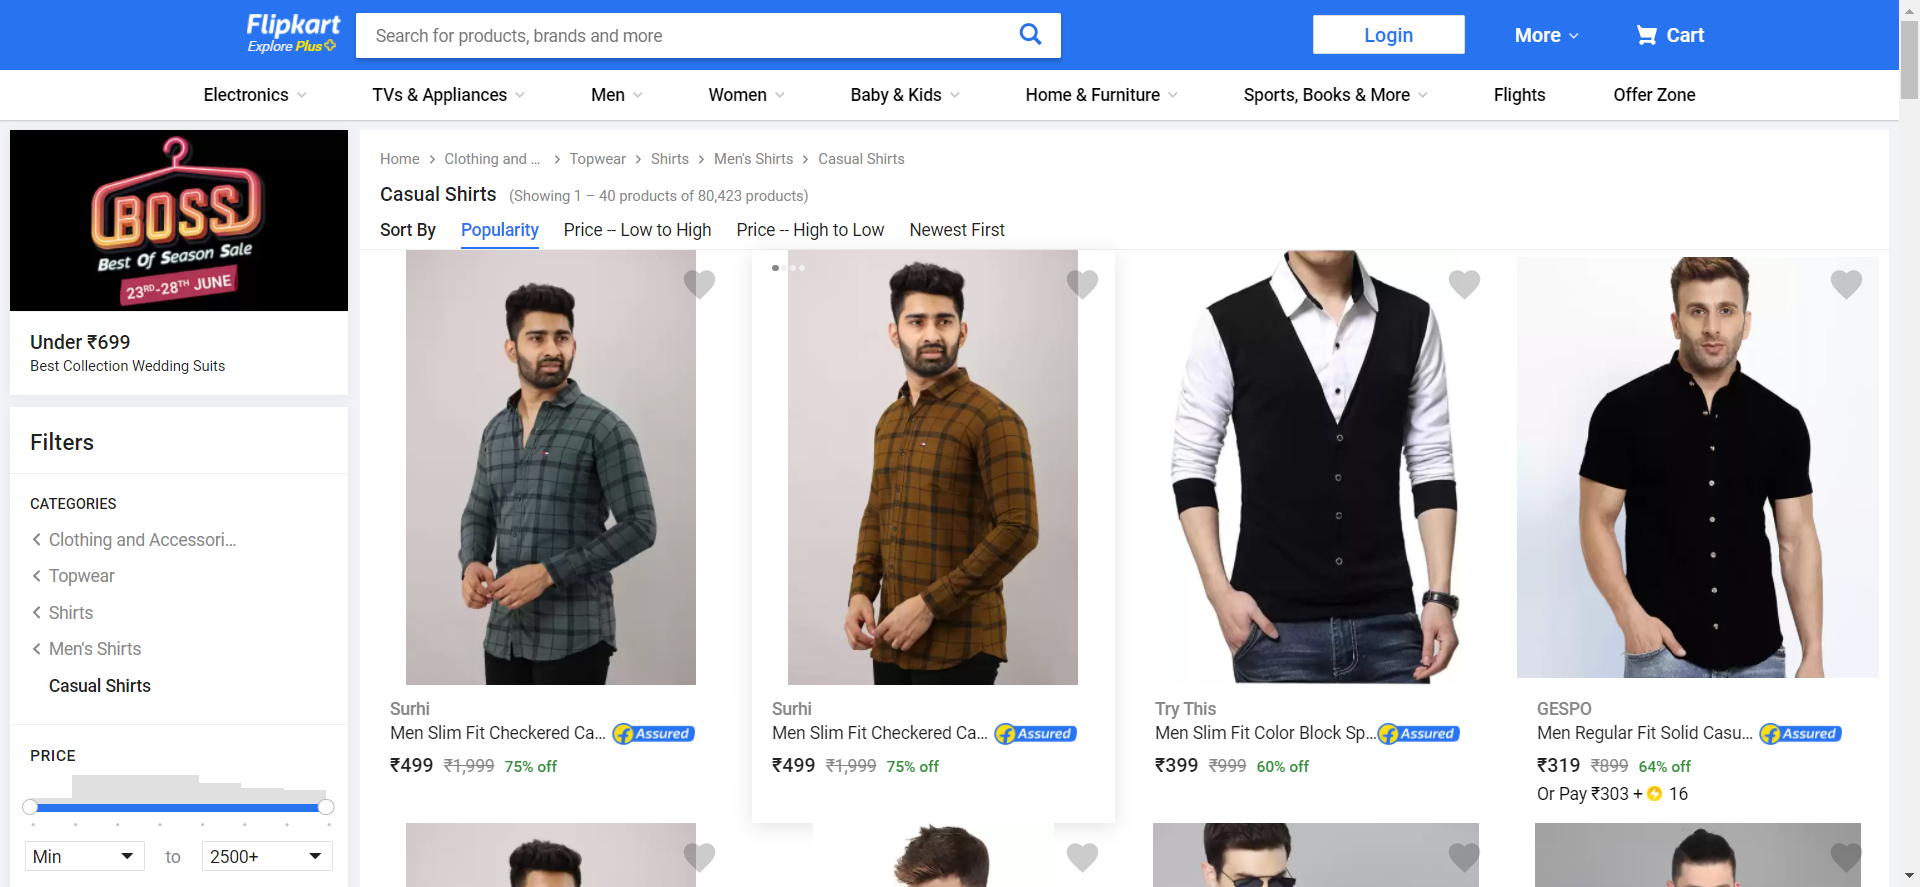 Flipkart
Explore Plus
Search for products, brands and more
Login
More
Cart
Electronics
TVs & Appliances
Men
Women
Baby & Kids
Home & Furniture
Sports, Books & More
Flights
Offer Zone
BOSS
Best Of Season Sale
23RD-28TH JUNE
Under ₹699
Best Collection Wedding Suits
Filters
CATEGORIES
Clothing and Accessori...
Topwear
Shirts
Men's Shirts
Casual Shirts
PRICE
Min to 2500+
Home > Clothing and ... > Topwear > Shirts > Men's Shirts > Casual Shirts
Casual Shirts (Showing 1 – 40 products of 80,423 products)
Sort By Popularity Price -- Low to High Price -- High to Low Newest First
Surhi
Men Slim Fit Checkered Ca... Assured
₹499 ₹1,999 75% off
Surhi
Men Slim Fit Checkered Ca... Assured
₹499 ₹1,999 75% off
Try This
Men Slim Fit Color Block Sp... Assured
₹399 ₹999 60% off
GESPO
Men Regular Fit Solid Casu... Assured
₹319 ₹899 64% off
Or Pay ₹303 + 16